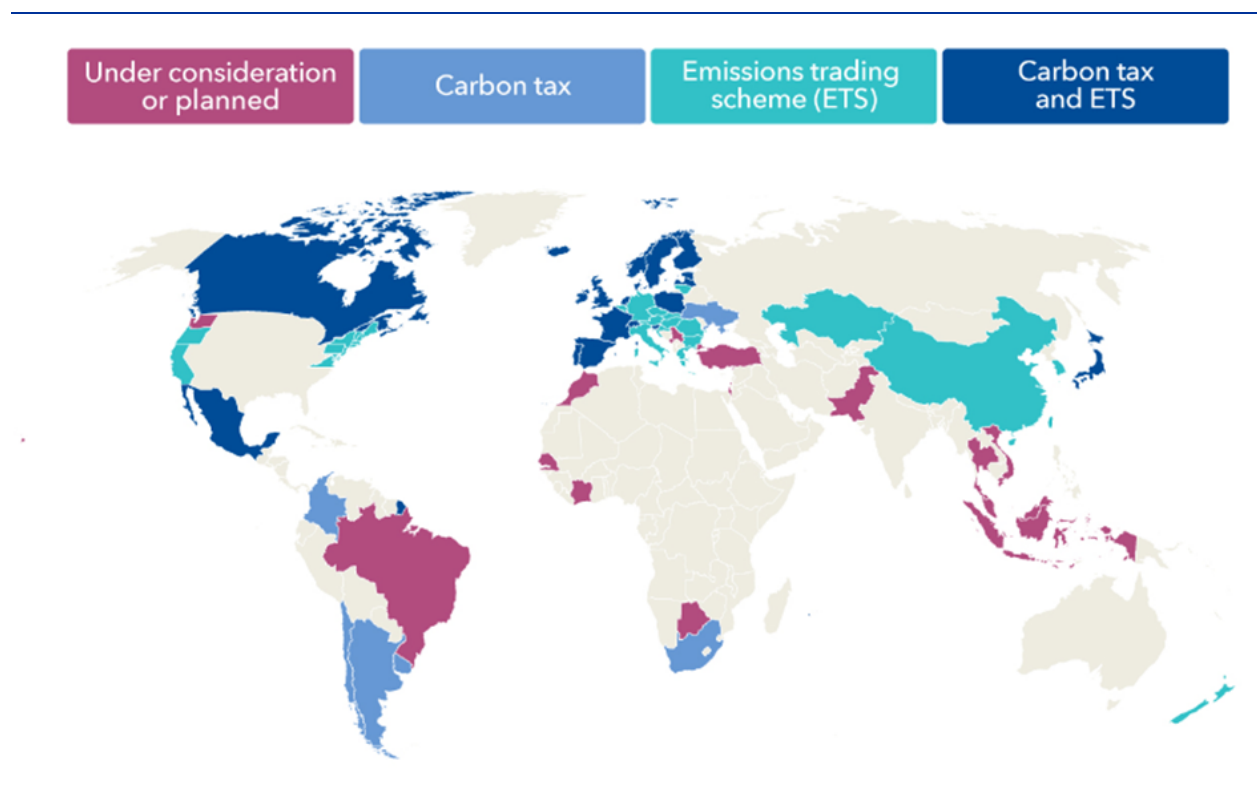 Under consideration
or planned
Carbon tax
Emissions trading
scheme (ETS)
Carbon tax
and ETS